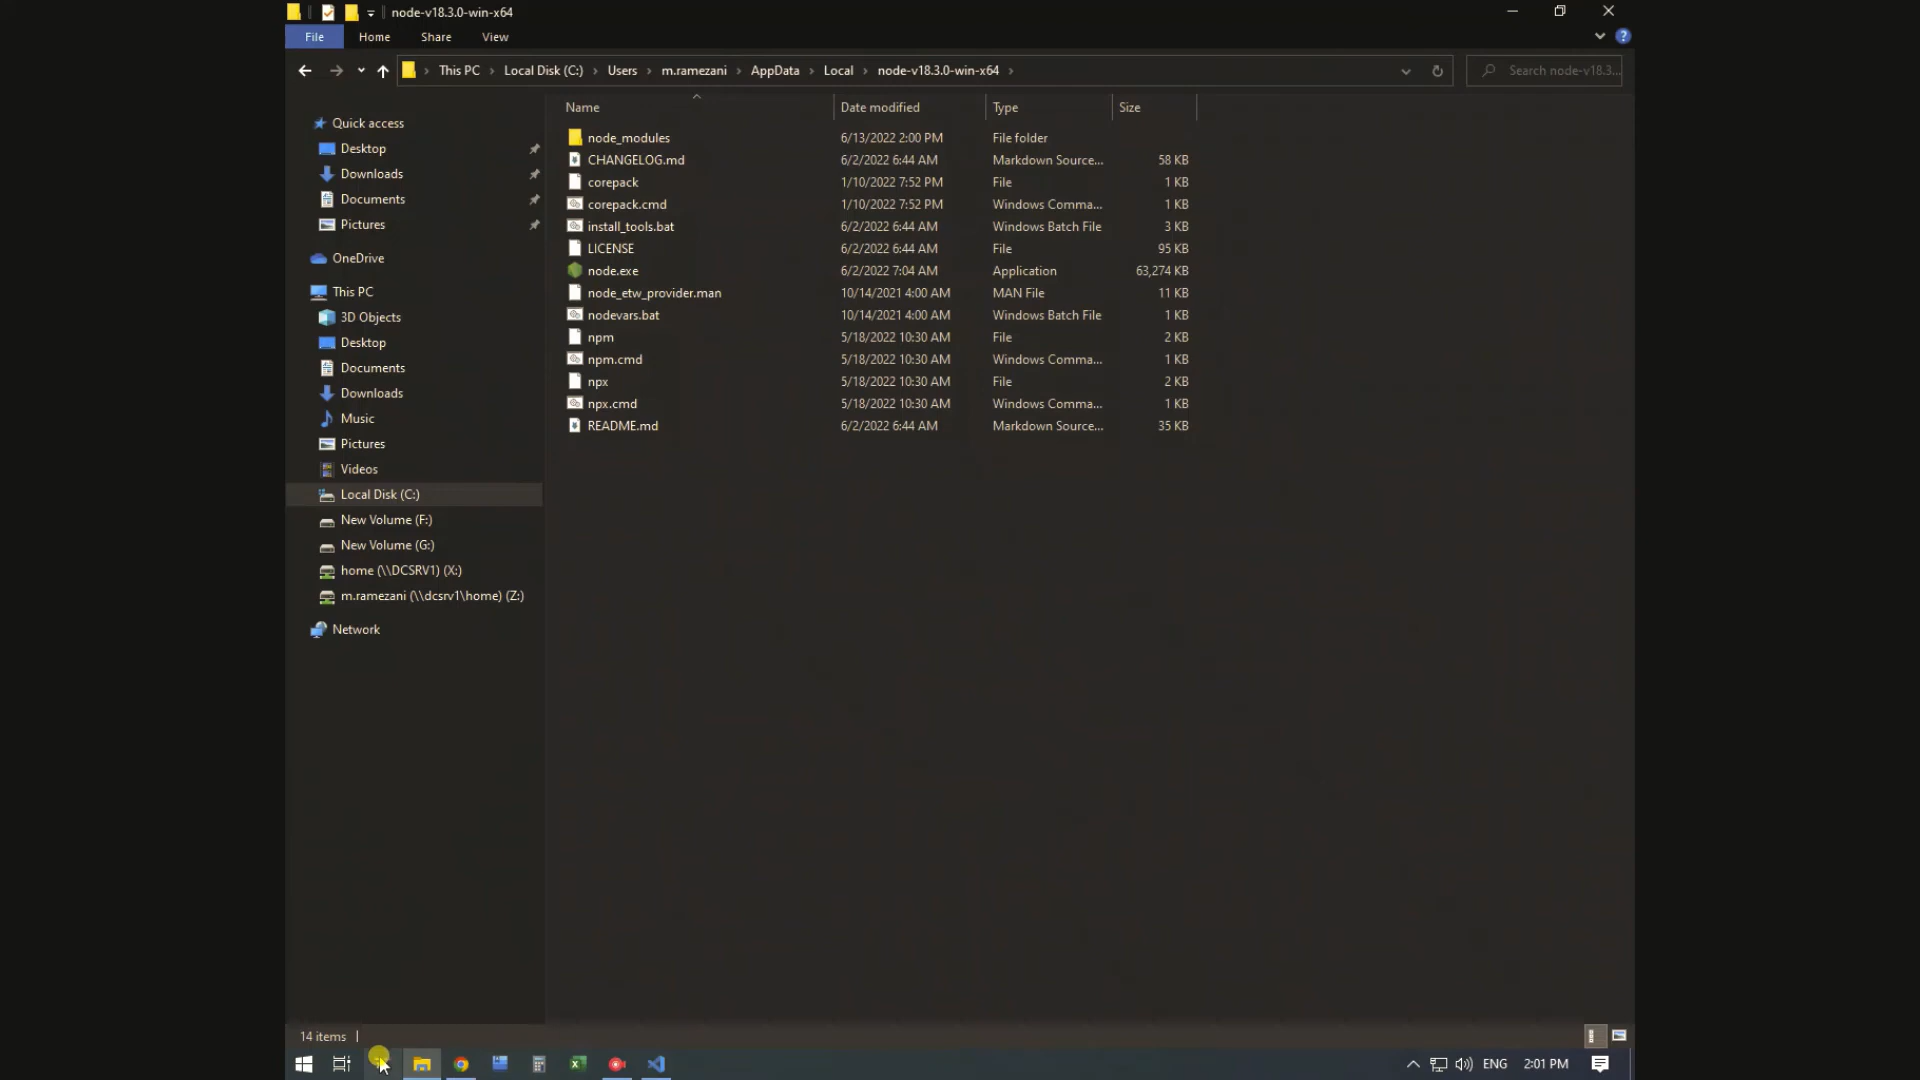 node-v18.3.0-win-x64
File Home Share View
This PC Local Disk (C:) Users m.ramezani AppData Local node-v18.3.0-win-x64 Search node-v18.3...
Name Date modified Type Size
Quick access
Desktop
Downloads
Documents
Pictures
OneDrive
This PC
3D Objects
Desktop
Documents
Downloads
Music
Pictures
Videos
Local Disk (C:)
New Volume (F:)
New Volume (G:)
home (\\DCSRV1) (X:)
m.ramezani (\\dcsrv1\home) (Z:)
Network
node_modules 6/13/2022 2:00 PM File folder
CHANGELOG.md 6/2/2022 6:44 AM Markdown Source... 58 KB
corepack 1/10/2022 7:52 PM File 1 KB
corepack.cmd 1/10/2022 7:52 PM Windows Comma... 1 KB
install_tools.bat 6/2/2022 6:44 AM Windows Batch File 3 KB
LICENSE 6/2/2022 6:44 AM File 95 KB
node.exe 6/2/2022 7:04 AM Application 63,274 KB
node_etw_provider.man 10/14/2021 4:00 AM MAN File 11 KB
nodevars.bat 10/14/2021 4:00 AM Windows Batch File 1 KB
npm 5/18/2022 10:30 AM File 2 KB
npm.cmd 5/18/2022 10:30 AM Windows Comma... 1 KB
npx 5/18/2022 10:30 AM File 2 KB
npx.cmd 5/18/2022 10:30 AM Windows Comma... 1 KB
README.md 6/2/2022 6:44 AM Markdown Source... 35 KB
14 items
ENG 2:01 PM